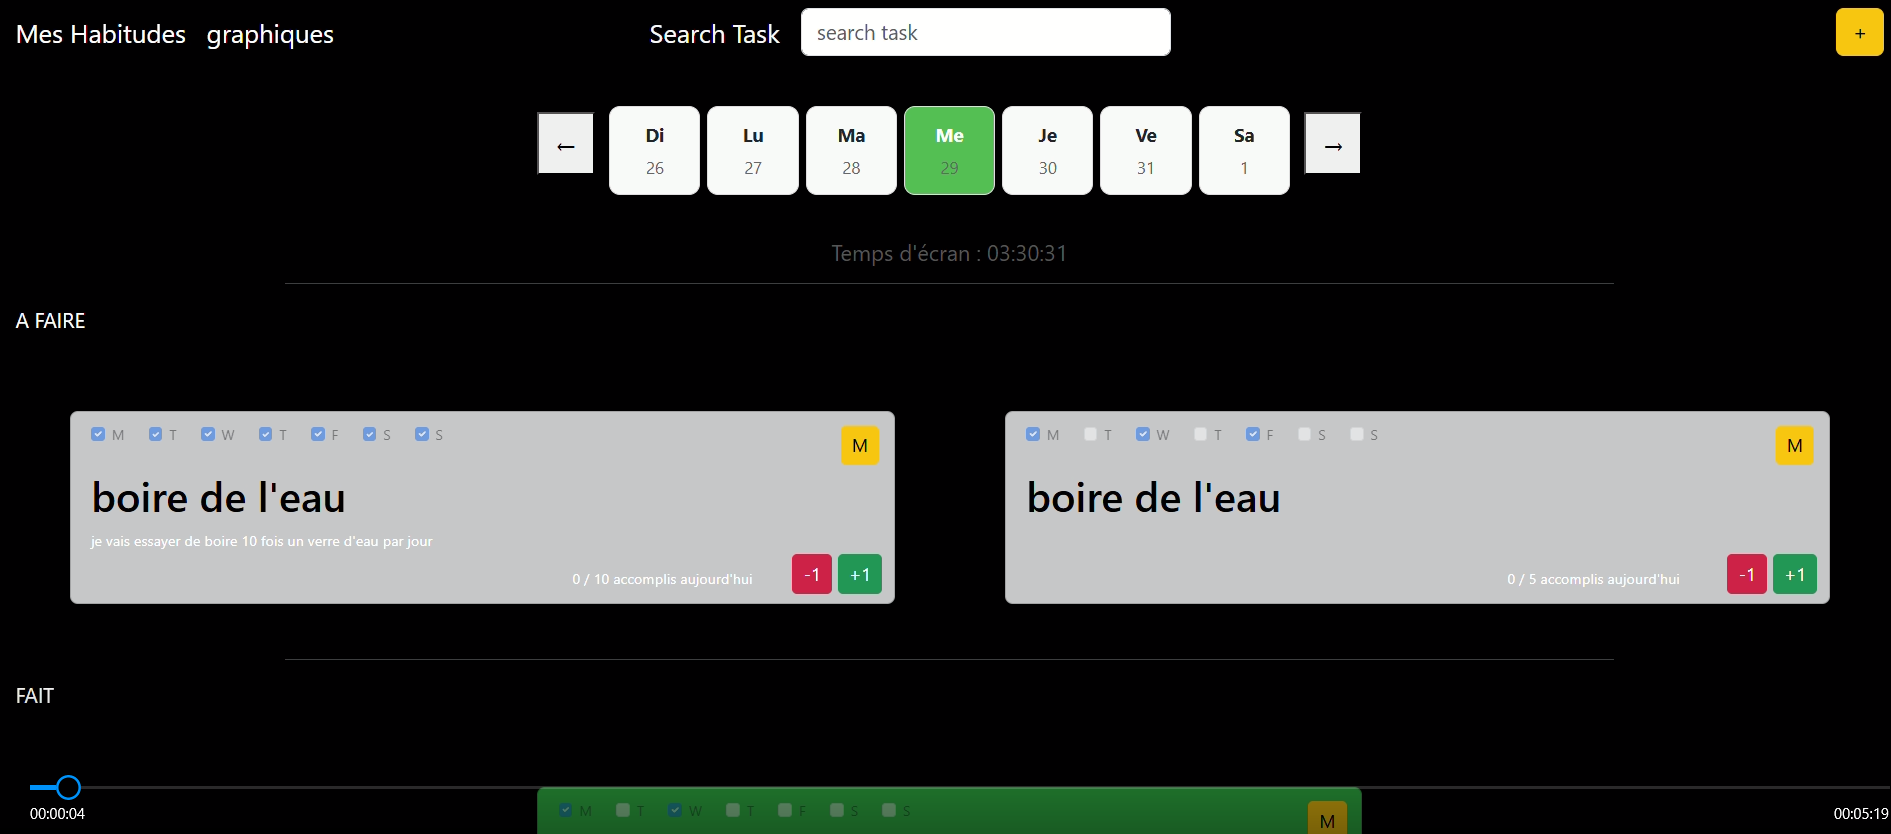 Mes Habitudes graphiques Search Task search task +
← Di Lu Ma Me Je Ve Sa →
26 27 28 29 30 31 1
Temps d'écran : 03:30:31
A FAIRE
M T W T F S S M
boire de l'eau
je vais essayer de boire 10 fois un verre d'eau par jour
0 / 10 accomplis aujourd'hui -1 +1
M T W T F S S M
boire de l'eau
0 / 5 accomplis aujourd'hui -1 +1
FAIT
M T W T F S S M
00:00:04 00:05:19